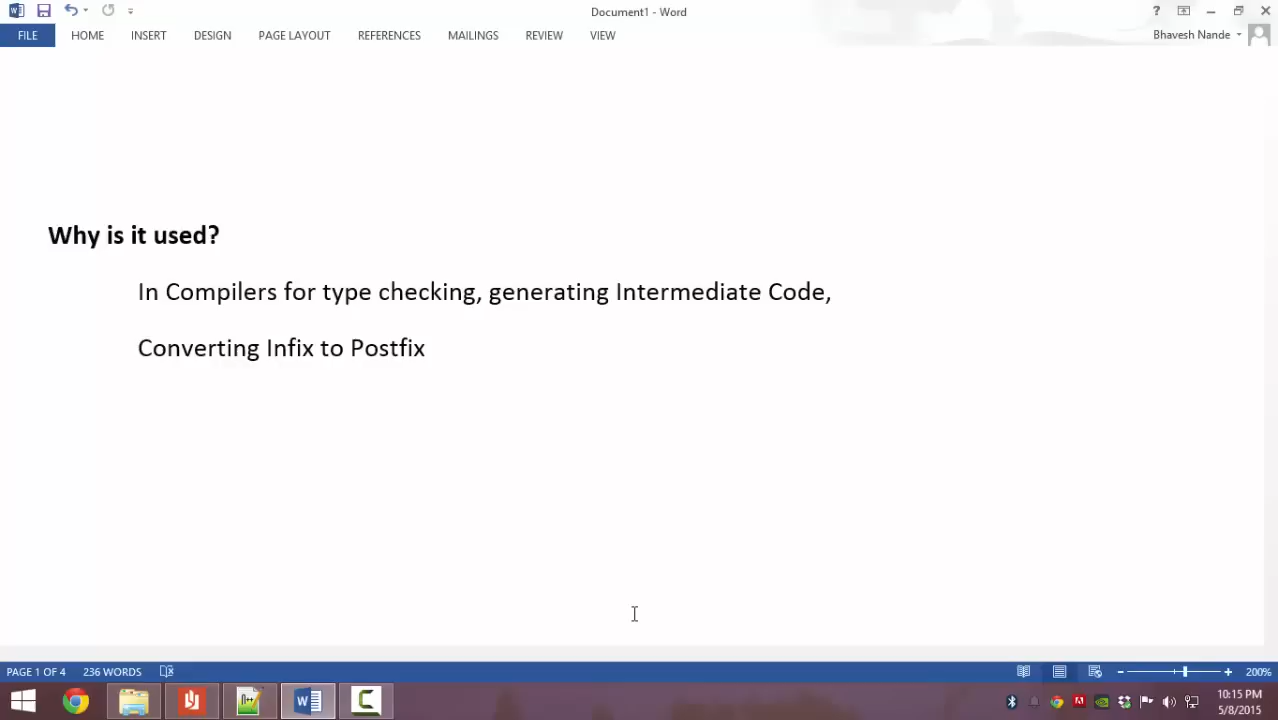 Document1 - Word
?
FILE HOME INSERT DESIGN PAGE LAYOUT REFERENCES MAILINGS REVIEW VIEW Bhavesh Nande
Why is it used?
In Compilers for type checking, generating Intermediate Code,
Converting Infix to Postfix
PAGE 1 OF 4 236 WORDS 200%
10:15 PM
5/8/2015